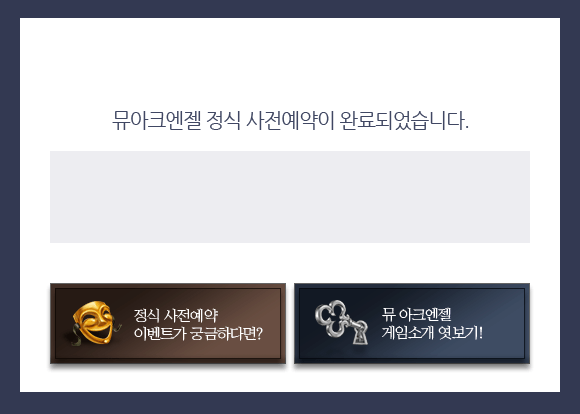 뮤아크엔젤 정식 사전예약이 완료되었습니다.
정식 사전예약
이벤트가 궁금하다면?
뮤 아크엔젤
게임소개 엿보기!